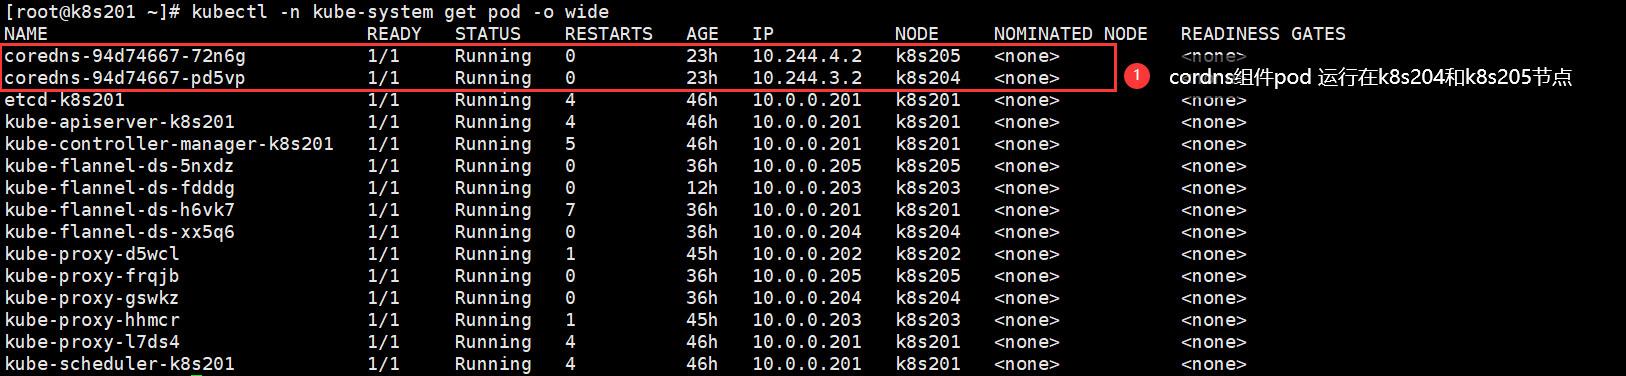 [root@k8s201 ~]# kubectl -n kube-system get pod -o wide
NAME READY STATUS RESTARTS AGE IP NODE NOMINATED NODE READINESS GATES
coredns-94d74667-72n6g 1/1 Running 0 23h 10.244.4.2 k8s205 <none> <none>
coredns-94d74667-pd5vp 1/1 Running 0 23h 10.244.3.2 k8s204 <none> <none>
1 cordns组件pod 运行在k8s204和k8s205节点
etcd-k8s201 1/1 Running 4 46h 10.0.0.201 k8s201 <none> <none>
kube-apiserver-k8s201 1/1 Running 4 46h 10.0.0.201 k8s201 <none> <none>
kube-controller-manager-k8s201 1/1 Running 5 46h 10.0.0.201 k8s201 <none> <none>
kube-flannel-ds-5nxdz 1/1 Running 0 36h 10.0.0.205 k8s205 <none> <none>
kube-flannel-ds-fdddg 1/1 Running 0 12h 10.0.0.203 k8s203 <none> <none>
kube-flannel-ds-h6vk7 1/1 Running 7 36h 10.0.0.201 k8s201 <none> <none>
kube-flannel-ds-xx5q6 1/1 Running 0 36h 10.0.0.204 k8s204 <none> <none>
kube-proxy-d5wcl 1/1 Running 1 45h 10.0.0.202 k8s202 <none> <none>
kube-proxy-frqjb 1/1 Running 0 36h 10.0.0.205 k8s205 <none> <none>
kube-proxy-gswkz 1/1 Running 0 36h 10.0.0.204 k8s204 <none> <none>
kube-proxy-hhmcr 1/1 Running 1 45h 10.0.0.203 k8s203 <none> <none>
kube-proxy-l7ds4 1/1 Running 4 46h 10.0.0.201 k8s201 <none> <none>
kube-scheduler-k8s201 1/1 Running 4 46h 10.0.0.201 k8s201 <none> <none>